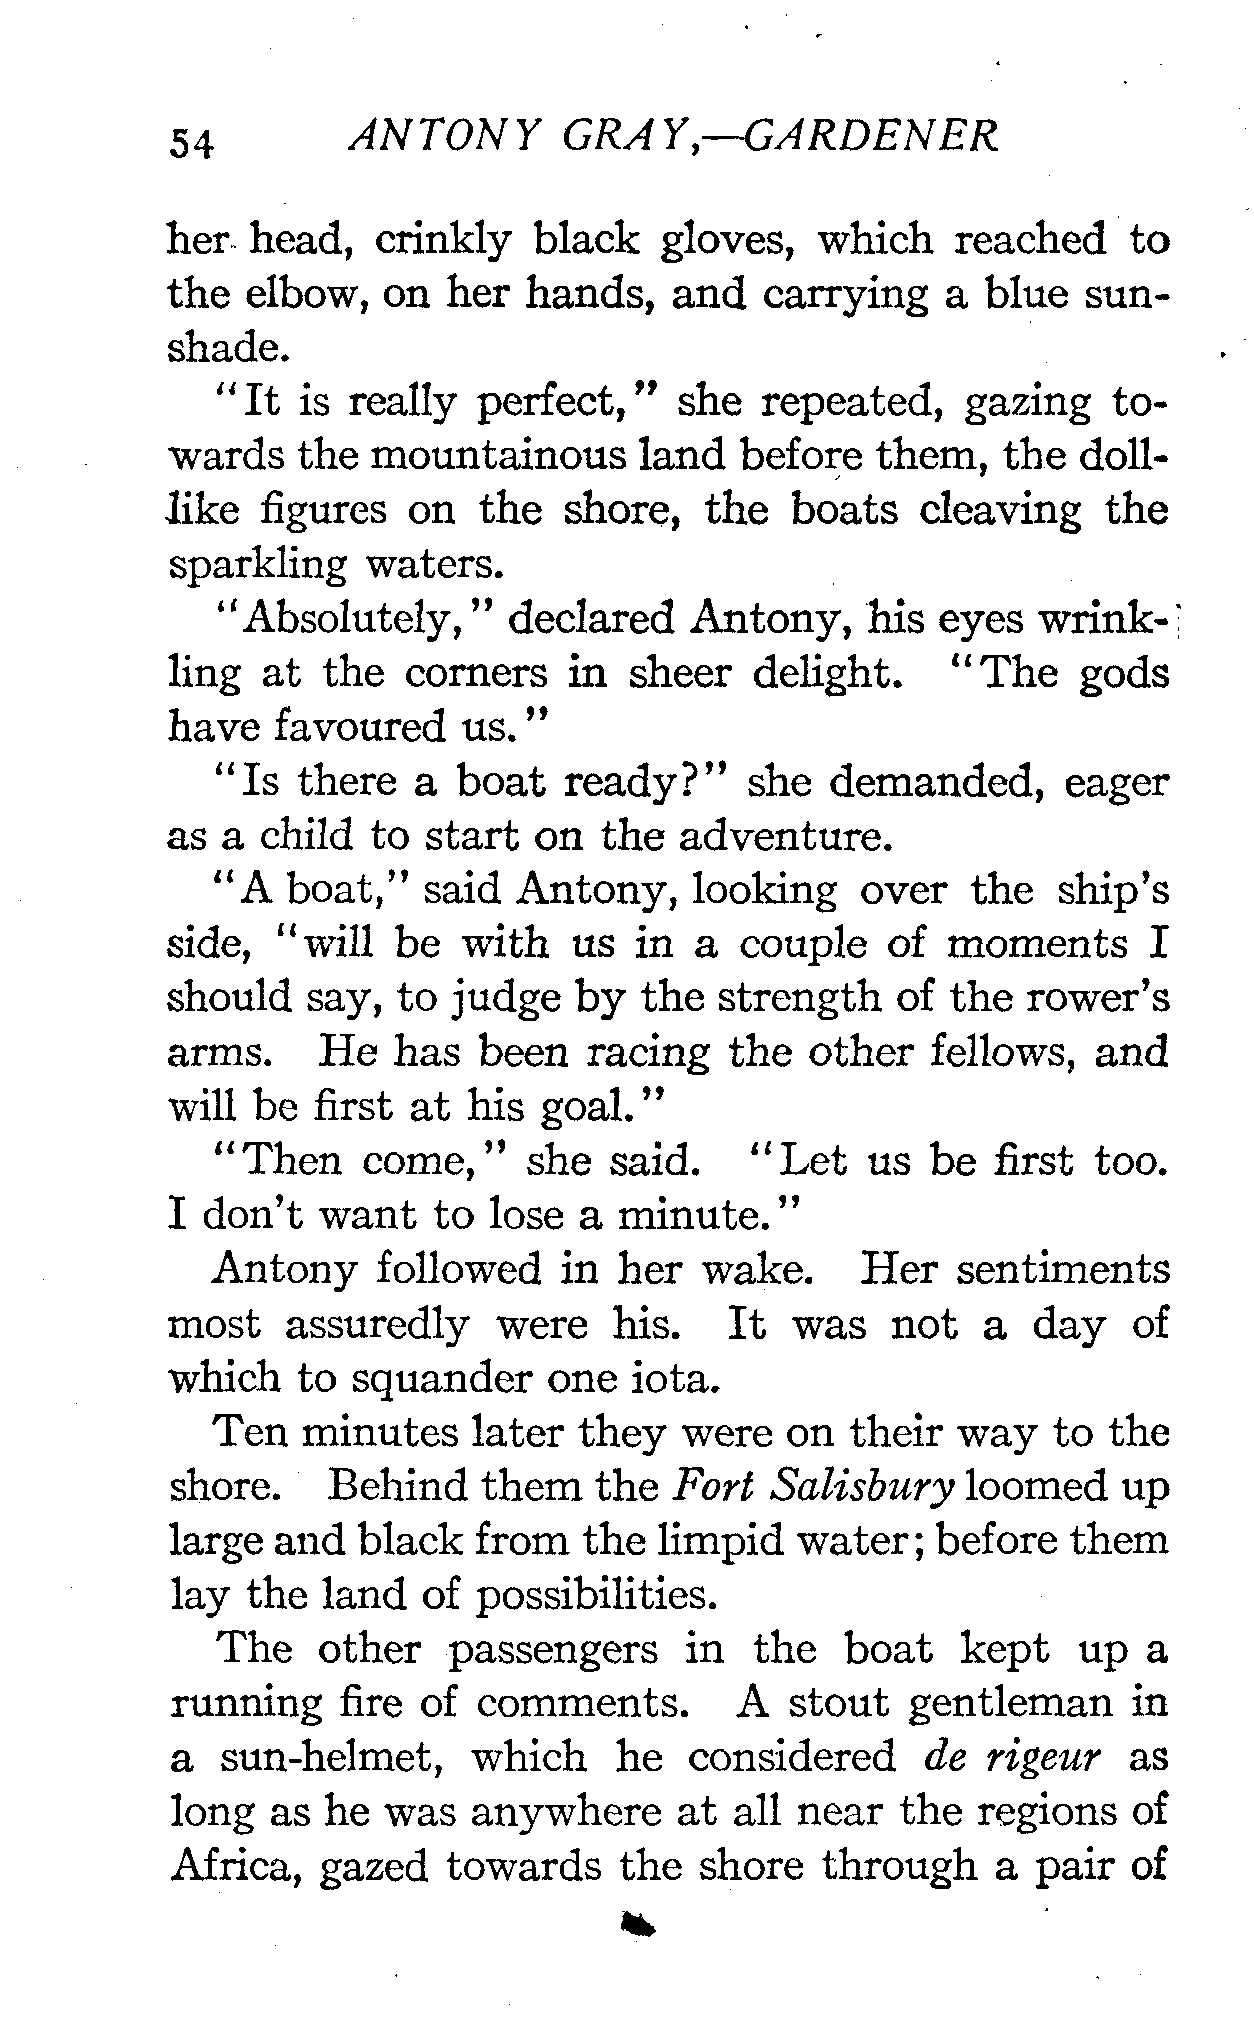 54 ANTONY GRAY,—GARDENER
her head, crinkly black gloves, which reached to
the elbow, on her hands, and carrying a blue sun-
shade.
"It is really perfect," she repeated, gazing to-
wards the mountainous land before them, the doll-
like figures on the shore, the boats cleaving the
sparkling waters.
"Absolutely," declared Antony, his eyes wrink-
ling at the corners in sheer delight. "The gods
have favoured us."
"Is there a boat ready?" she demanded, eager
as a child to start on the adventure.
"A boat," said Antony, looking over the ship's
side, "will be with us in a couple of moments I
should say, to judge by the strength of the rower's
arms. He has been racing the other fellows, and
will be first at his goal."
"Then come," she said. "Let us be first too.
I don't want to lose a minute."
Antony followed in her wake. Her sentiments
most assuredly were his. It was not a day of
which to squander one iota.
Ten minutes later they were on their way to the
shore. Behind them the Fort Salisbury loomed up
large and black from the limpid water; before them
lay the land of possibilities.
The other passengers in the boat kept up a
running fire of comments. A stout gentleman in
a sun-helmet, which he considered de rigeur as
long as he was anywhere at all near the regions of
Africa, gazed towards the shore through a pair of